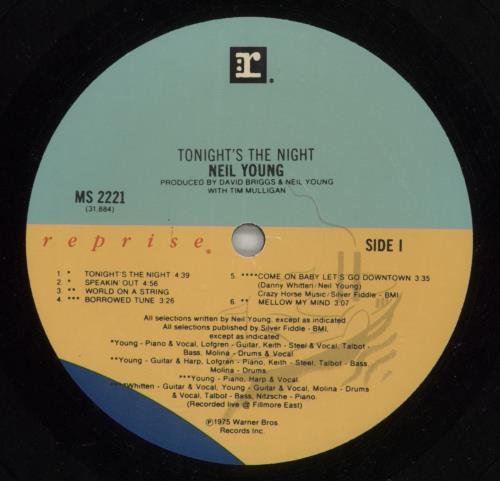 r
TONIGHT'S THE NIGHT
NEIL YOUNG
PRODUCED BY DAVID BRIGGS & NEIL YOUNG
WITH TIM MULLIGAN
MS 2221
(31,884)
reprise
SIDE 1
1. * TONIGHT'S THE NIGHT 4:39
2. * SPEAKIN' OUT 4:56
3. ** WORLD ON A STRING
4. *** BORROWED TUNE 3:26
5. ****COME ON BABY LET'S GO DOWNTOWN 3:35
(Danny Whitten/Neil Young)
Crazy Horse Music/Silver Fiddle - BMI
6. ** MELLOW MY MIND 3:07
All selections written by Neil Young, except as indicated
All selections published by Silver Fiddle - BMI,
except as indicated.
*Young - Piano & Vocal, Lofgren - Guitar, Keith - Steel & Vocal, Talbot -
Bass, Molina - Drums & Vocal
**Young - Guitar & Harp, Lofgren - Piano, Keith - Steel, Talbot - Bass
Molina - Drums
***Young - Piano, Harp & Vocal
****Whitten - Guitar & Vocal, Young - Guitar & Vocal, Molina - Drums
& Vocal, Talbot - Bass, Nitzsche - Piano.
(Recorded live @ Fillmore East)
℗1975 Warner Bros.
Records Inc.